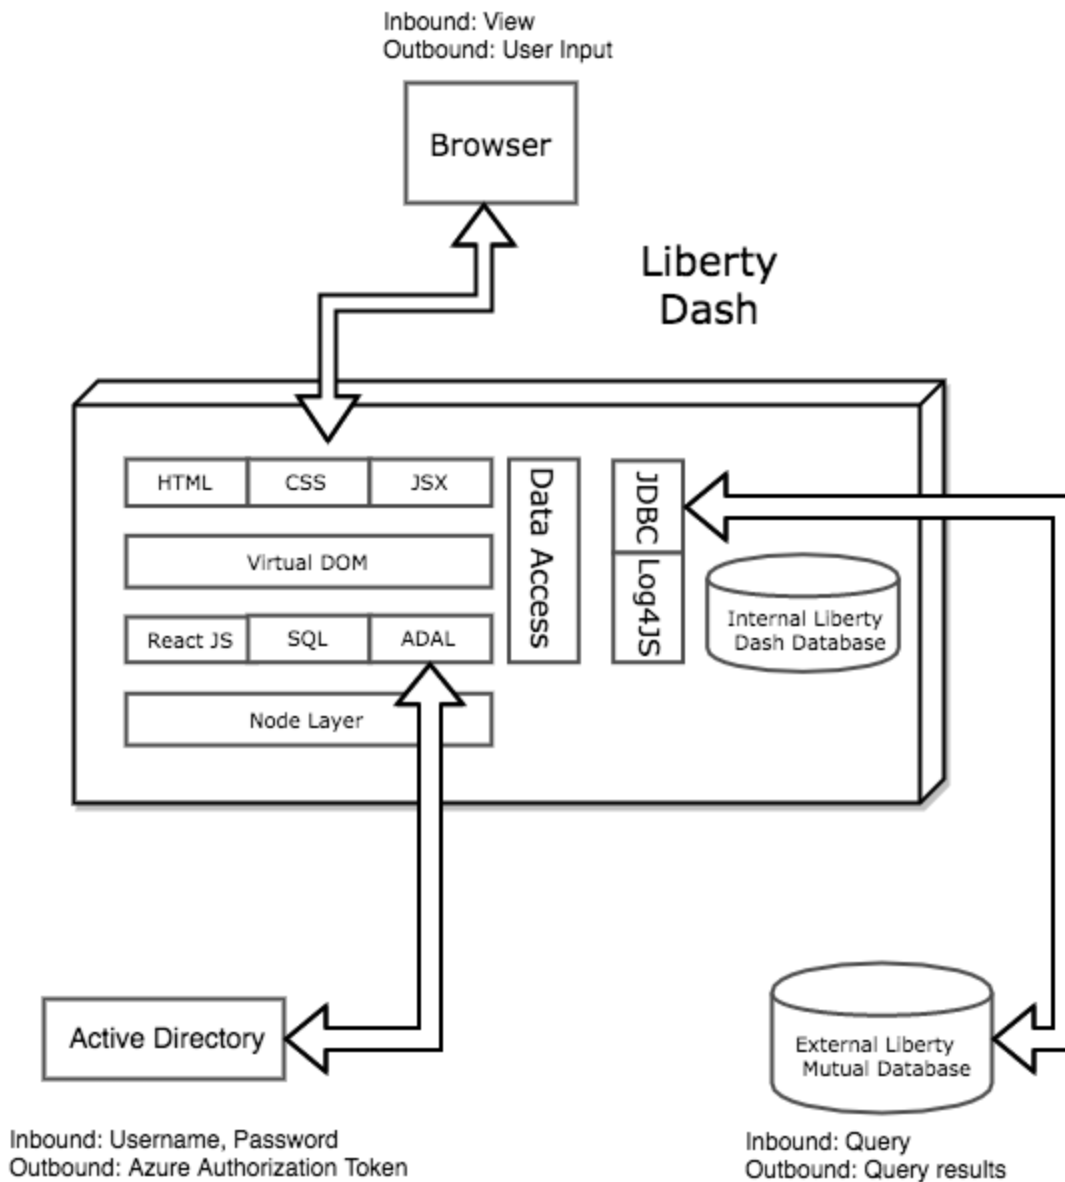 Inbound: View
Outbound: User Input
Browser
Liberty
Dash
HTML
CSS
JSX
Data Access
JDBC
Virtual DOM
Log4JS
Internal Liberty
Dash Database
React JS
SQL
ADAL
Node Layer
Active Directory
External Liberty
Mutual Database
Inbound: Username, Password
Outbound: Azure Authorization Token
Inbound: Query
Outbound: Query results